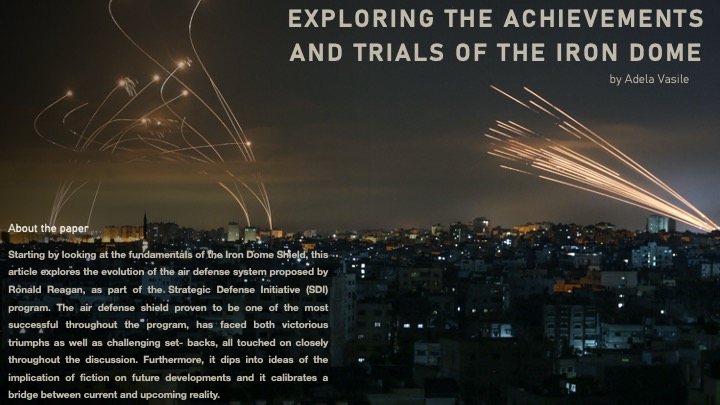 EXPLORING THE ACHIEVEMENTS
AND TRIALS OF THE IRON DOME
by Adela Vasile
About the paper
Starting by looking at the fundamentals of the Iron Dome Shield, this
article explores the evolution of the air defense system proposed by
Ronald Reagan, as part of the Strategic Defense Initiative (SDI)
program. The air defense shield proven to be one of the most
successful throughout the program, has faced both victorious
triumphs as well as challenging set- backs, all touched on closely
throughout the discussion. Furthermore, it dips into ideas of the
implication of fiction on future developments and it calibrates a
bridge between current and upcoming reality.